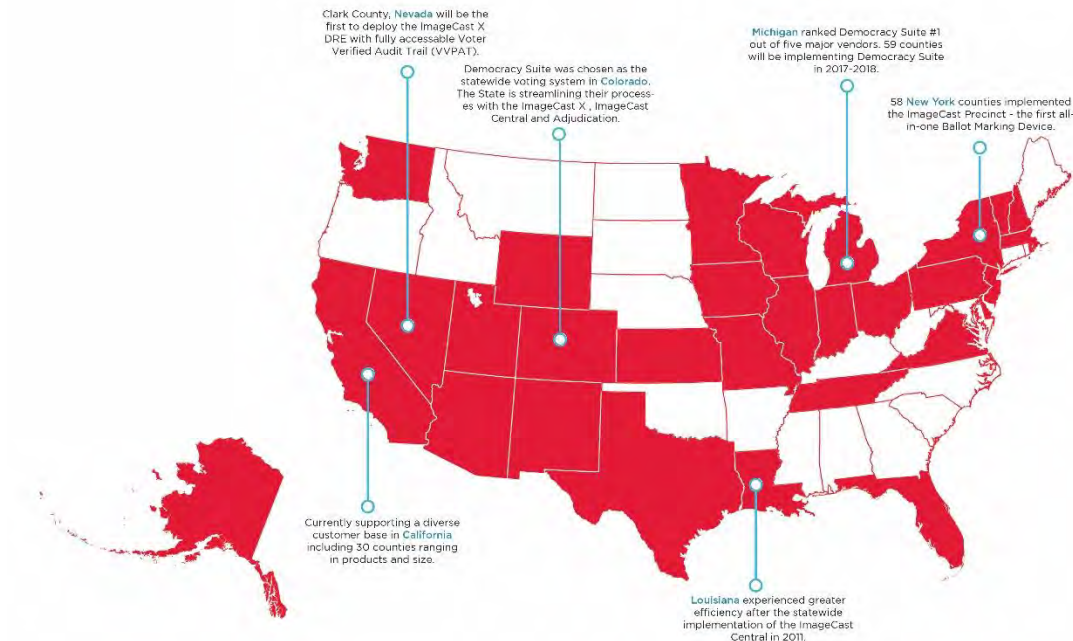 Clark County, Nevada will be the
first to deploy the ImageCast X
DRE with fully accessable Voter
Verified Audit Trail (VVPAT).
Democracy Suite was chosen as the
statewide voting system in Colorado.
The State is streamlining their process-
es with the ImageCast X , ImageCast
Central and Adjudication.
Michigan ranked Democracy Suite #1
out of five major vendors. 59 counties
will be implementing Democracy Suite
in 2017-2018.
58 New York counties implemented
the ImageCast Precinct - the first all-
in-one Ballot Marking Device.
Currently supporting a diverse
customer base in California
including 30 counties ranging
in products and size.
Louisiana experienced greater
efficiency after the statewide
implementation of the ImageCast
Central in 2011.